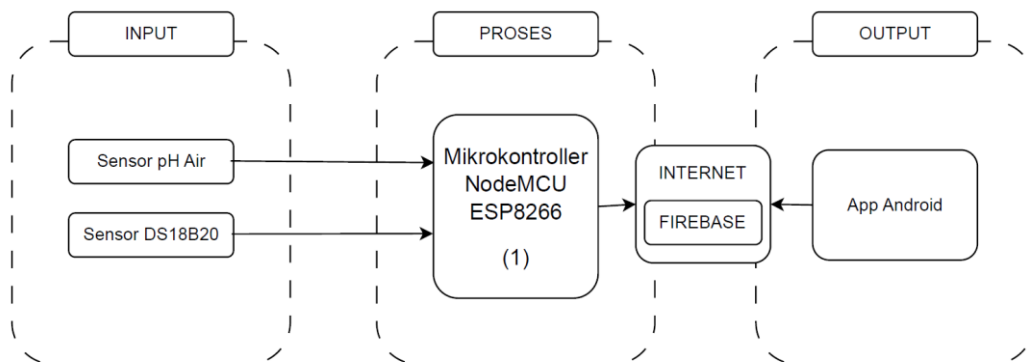 INPUT
PROSES
OUTPUT
Sensor pH Air
Sensor DS18B20
Mikrokontroller
NodeMCU
ESP8266
(1)
INTERNET
FIREBASE
App Android